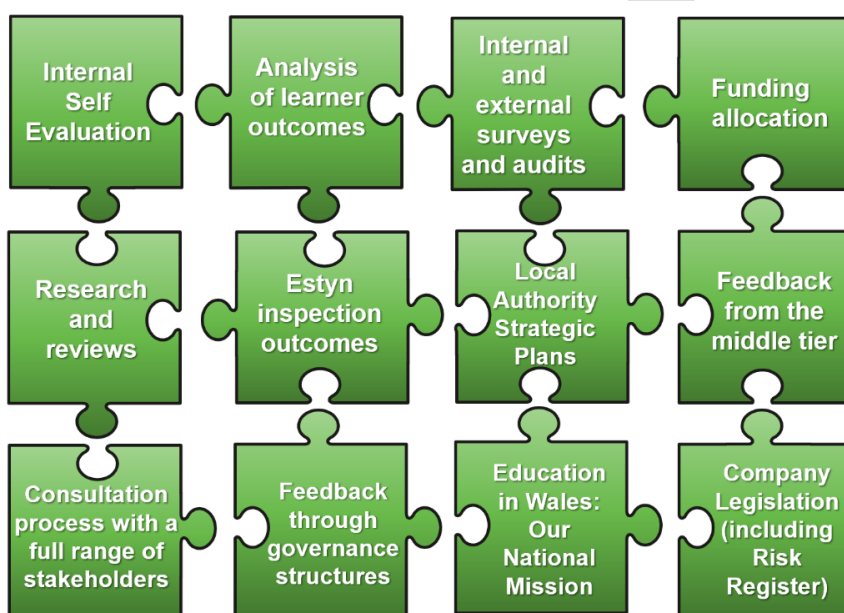 Internal
Self
Evaluation
Analysis
of learner
outcomes
Internal
and
external
surveys
and audits
Funding
allocation
Research
and
reviews
Estyn
inspection
outcomes
Local
Authority
Strategic
Plans
Feedback
from the
middle tier
Consultation
process with a
full range of
stakeholders
Feedback
through
governance
structures
Education
in Wales:
Our
National
Mission
Company
Legislation
(including
Risk
Register)